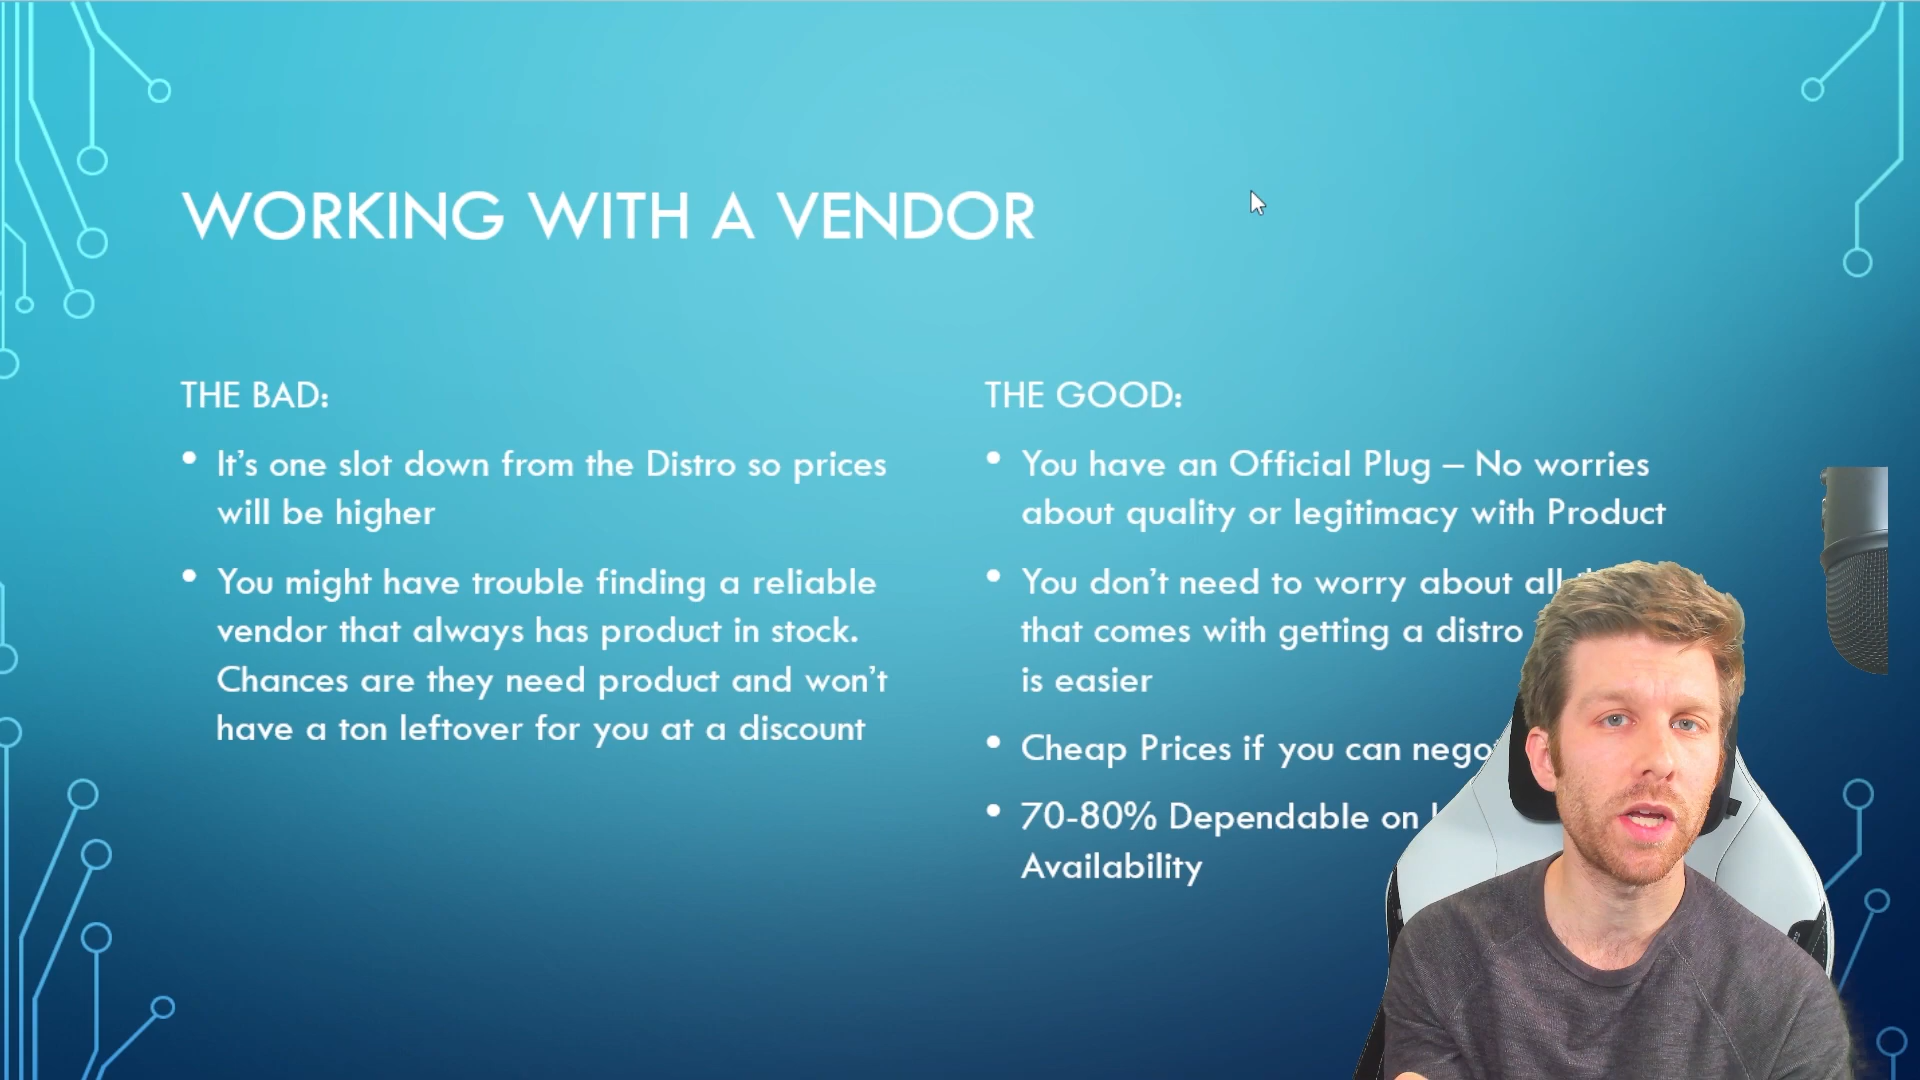 WORKING WITH A VENDOR
THE BAD:
• It's one slot down from the Distro so prices
will be higher
• You might have trouble finding a reliable
vendor that always has product in stock.
Chances are they need product and won't
have a ton leftover for you at a discount
THE GOOD:
• You have an Official Plug – No worries
about quality or legitimacy with Product
• You don't need to worry about all
that comes with getting a distro
is easier
• Cheap Prices if you can
• 70-80% Dependable on
Availability